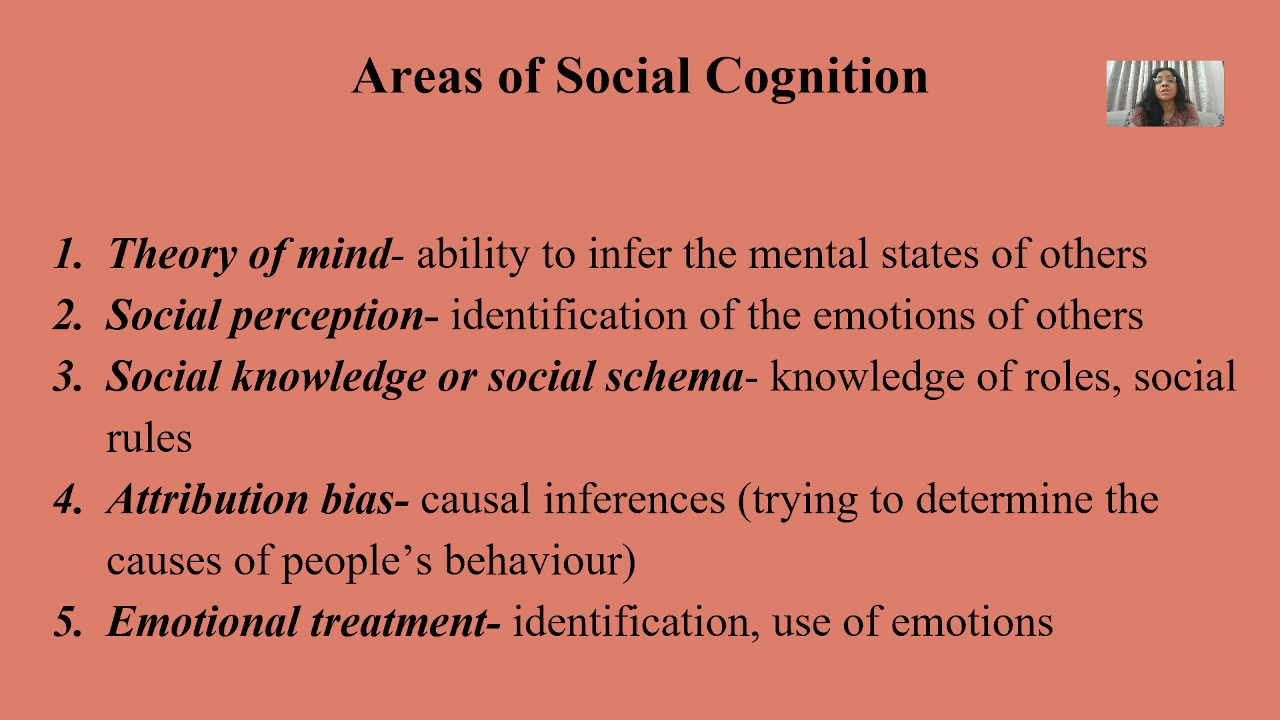 Areas of Social Cognition
1. Theory of mind- ability to infer the mental states of others
2. Social perception- identification of the emotions of others
3. Social knowledge or social schema- knowledge of roles, social
rules
4. Attribution bias- causal inferences (trying to determine the
causes of people’s behaviour)
5. Emotional treatment- identification, use of emotions